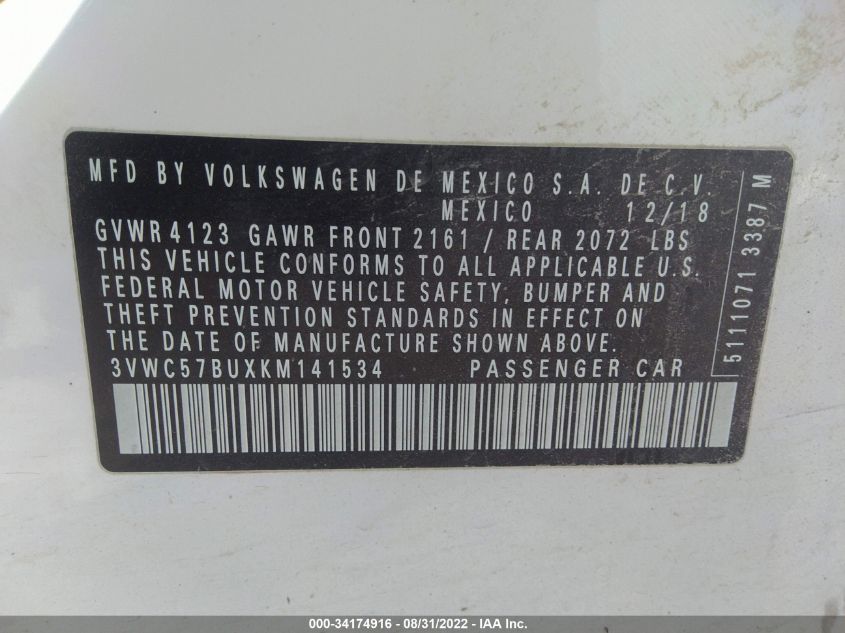 MFD BY VOLKSWAGEN DE MEXICO S.A. DE C.V.
MEXICO 12/18
GVWR 4123 GAWR FRONT 2161 / REAR 2072 LBS
THIS VEHICLE CONFORMS TO ALL APPLICABLE U.S.
FEDERAL MOTOR VEHICLE SAFETY, BUMPER AND
THEFT PREVENTION STANDARDS IN EFFECT ON
THE DATE OF MANUFACTURE SHOWN ABOVE.
3VWC57BUXKM141534 PASSENGER CAR
5111071 3387 M
000-34174916 - 08/31/2022 - IAA Inc.